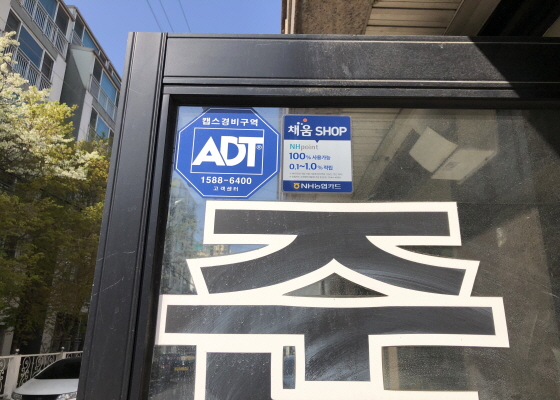 캡스경비구역
ADT®
1588-6400
고객센터
채움 SHOP
NHpoint
100% 사용가능
0.1~1.0% 적립
NH농협카드
준